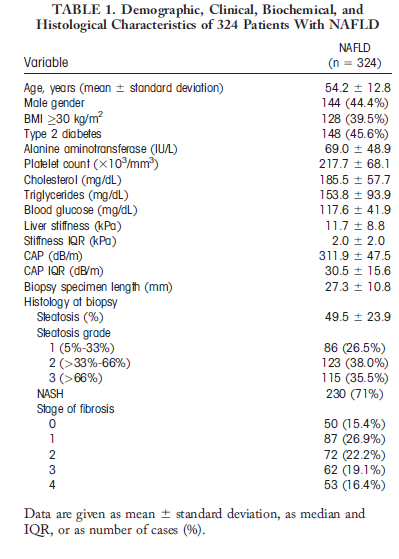 TABLE 1. Demographic, Clinical, Biochemical, and
Histological Characteristics of 324 Patients With NAFLD
NAFLD
Variable (n = 324)
Age, years (mean ± standard deviation) 54.2 ± 12.8
Male gender 144 (44.4%)
BMI ≥30 kg/m² 128 (39.5%)
Type 2 diabetes 148 (45.6%)
Alanine aminotransferase (IU/L) 69.0 ± 48.9
Platelet count (×10³/mm³) 217.7 ± 68.1
Cholesterol (mg/dL) 185.5 ± 57.7
Triglycerides (mg/dL) 153.8 ± 93.9
Blood glucose (mg/dL) 117.6 ± 41.9
Liver stiffness (kPa) 11.7 ± 8.8
Stiffness IQR (kPa) 2.0 ± 2.0
CAP (dB/m) 311.9 ± 47.5
CAP IQR (dB/m) 30.5 ± 15.6
Biopsy specimen length (mm) 27.3 ± 10.8
Histology at biopsy
Steatosis (%) 49.5 ± 23.9
Steatosis grade
1 (5%-33%) 86 (26.5%)
2 (>33%-66%) 123 (38.0%)
3 (>66%) 115 (35.5%)
NASH 230 (71%)
Stage of fibrosis
0 50 (15.4%)
1 87 (26.9%)
2 72 (22.2%)
3 62 (19.1%)
4 53 (16.4%)
Data are given as mean ± standard deviation, as median and
IQR, or as number of cases (%).